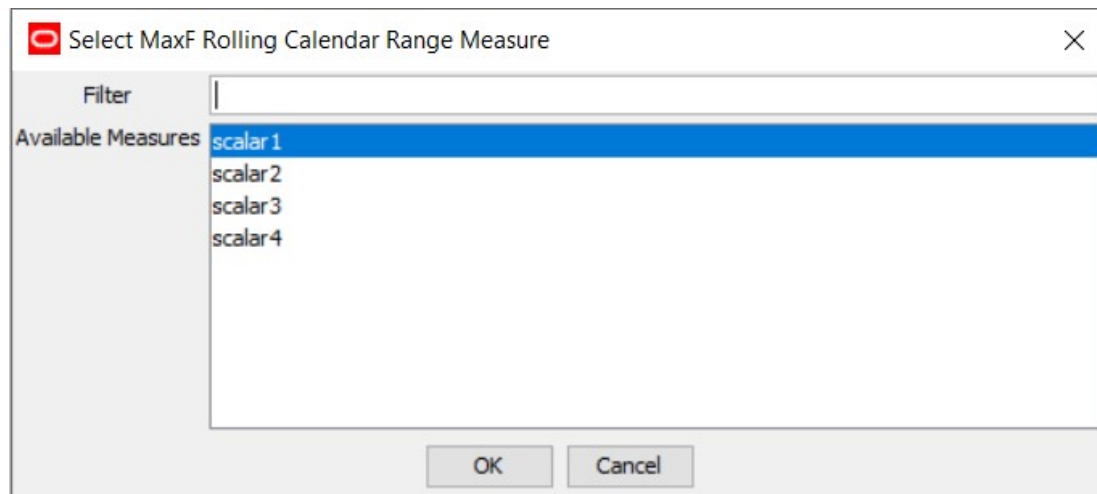 Select MaxF Rolling Calendar Range Measure
Filter
Available Measures
scalar1
scalar2
scalar3
scalar4
OK Cancel